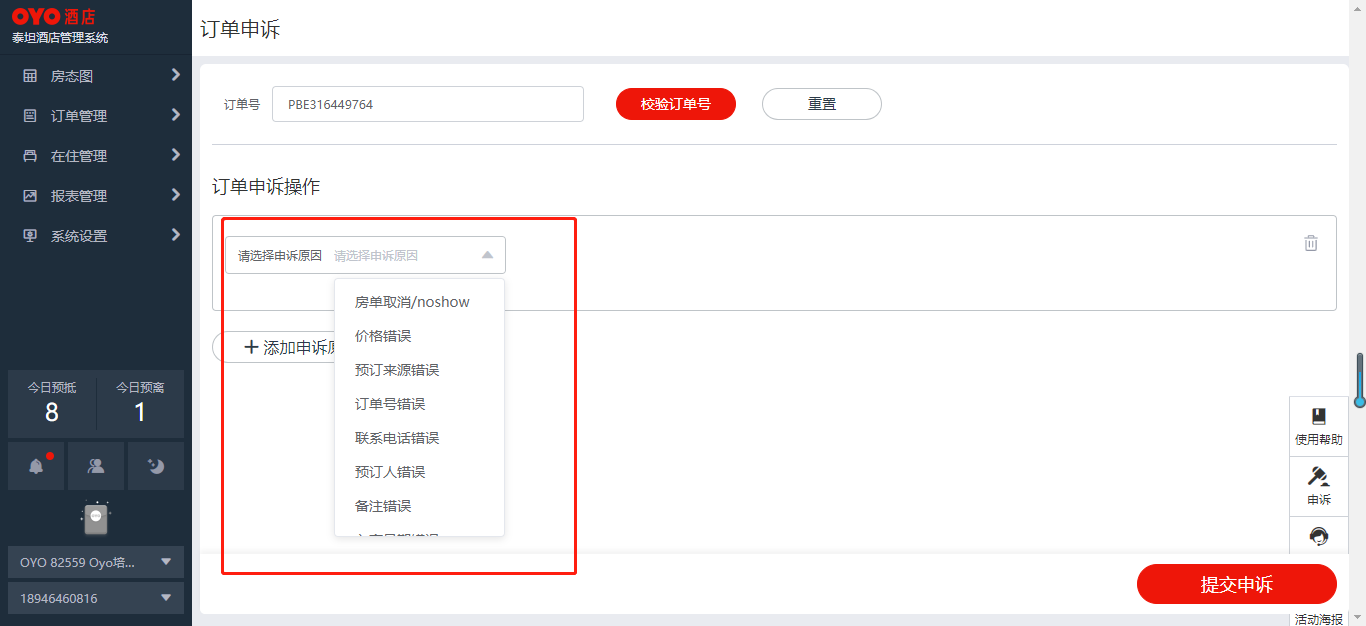 OYO 酒店
泰坦酒店管理系统
房态图
订单管理
在住管理
报表管理
系统设置
今日预抵
8
今日预离
1
OYO 82559 Oyo培...
18946460816
订单申诉
订单号
PBE316449764
校验订单号
重置
订单申诉操作
请选择申诉原因
请选择申诉原因
添加申诉
房单取消/noshow
价格错误
预订来源错误
订单号错误
联系电话错误
预订人错误
备注错误
使用帮助
申诉
提交申诉
活动海报